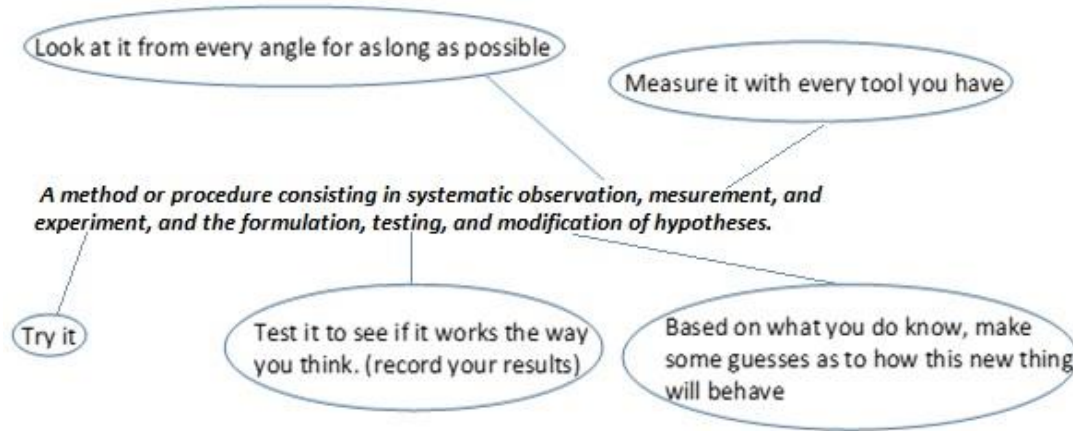 Look at it from every angle for as long as possible
Measure it with every tool you have
A method or procedure consisting in systematic observation, mesurement, and
experiment, and the formulation, testing, and modification of hypotheses.
Try it
Test it to see if it works the way
you think. (record your results)
Based on what you do know, make
some guesses as to how this new thing
will behave